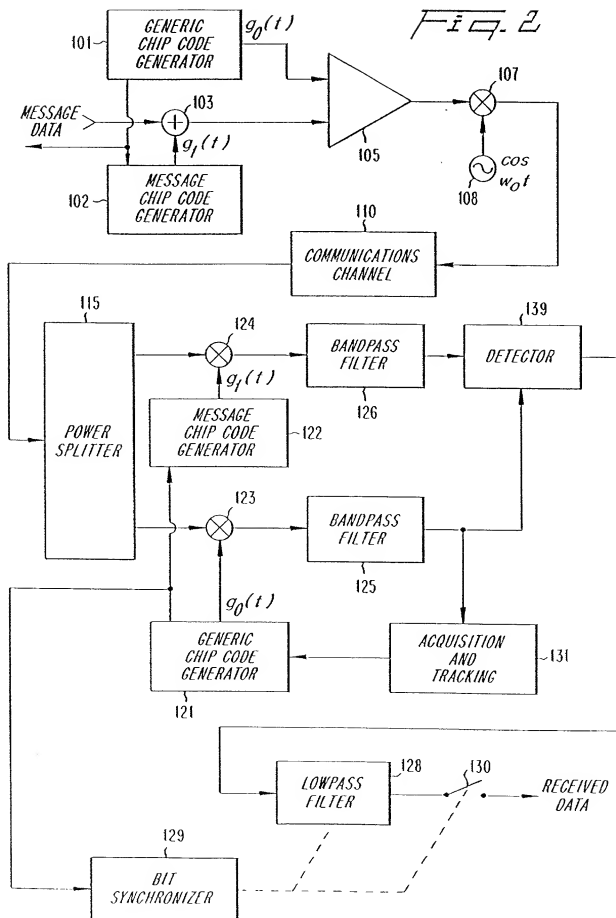 Fig. 2
101
GENERIC
CHIP CODE
GENERATOR
g0(t)
MESSAGE
DATA
103
+
g1(t)
105
107
102
MESSAGE
CHIP CODE
GENERATOR
108
cos
w0t
110
COMMUNICATIONS
CHANNEL
115
POWER
SPLITTER
124
g1(t)
BANDPASS
FILTER
126
139
DETECTOR
MESSAGE
CHIP CODE
GENERATOR
122
123
BANDPASS
FILTER
125
g0(t)
GENERIC
CHIP CODE
GENERATOR
121
ACQUISITION
AND
TRACKING
131
LOWPASS
FILTER
128
130
RECEIVED
DATA
129
BIT
SYNCHRONIZER